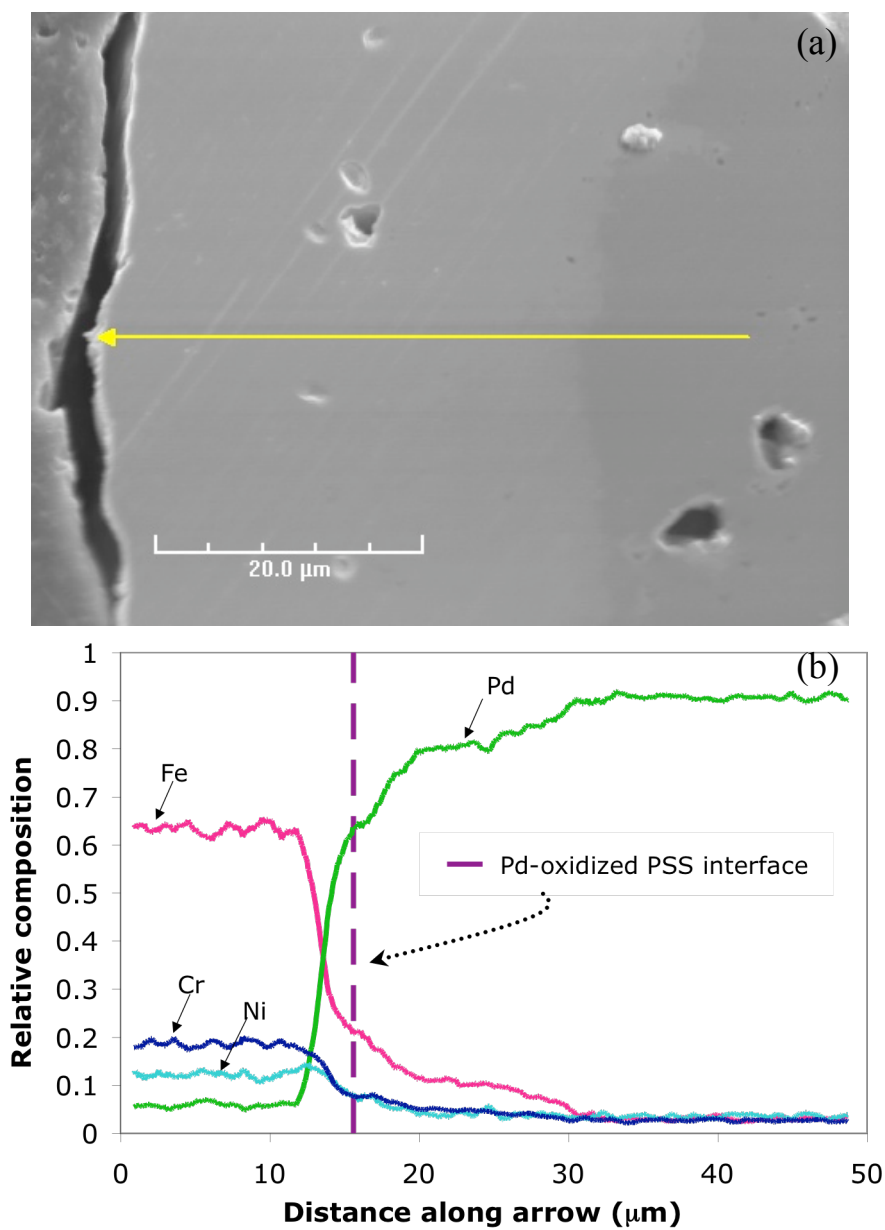 (a)
20.0 µm
(b)
1
0.9
0.8
0.7
0.6
0.5
0.4
0.3
0.2
0.1
0
Relative composition
Pd
Fe
Pd-oxidized PSS interface
Cr
Ni
0 10 20 30 40 50
Distance along arrow (µm)